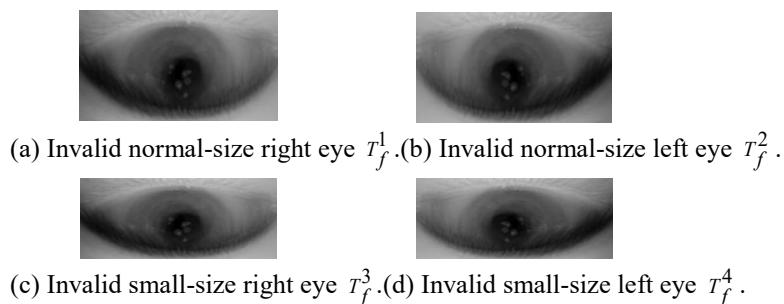 (a) Invalid normal-size right eye T_f^1.(b) Invalid normal-size left eye T_f^2.
(c) Invalid small-size right eye T_f^3.(d) Invalid small-size left eye T_f^4.